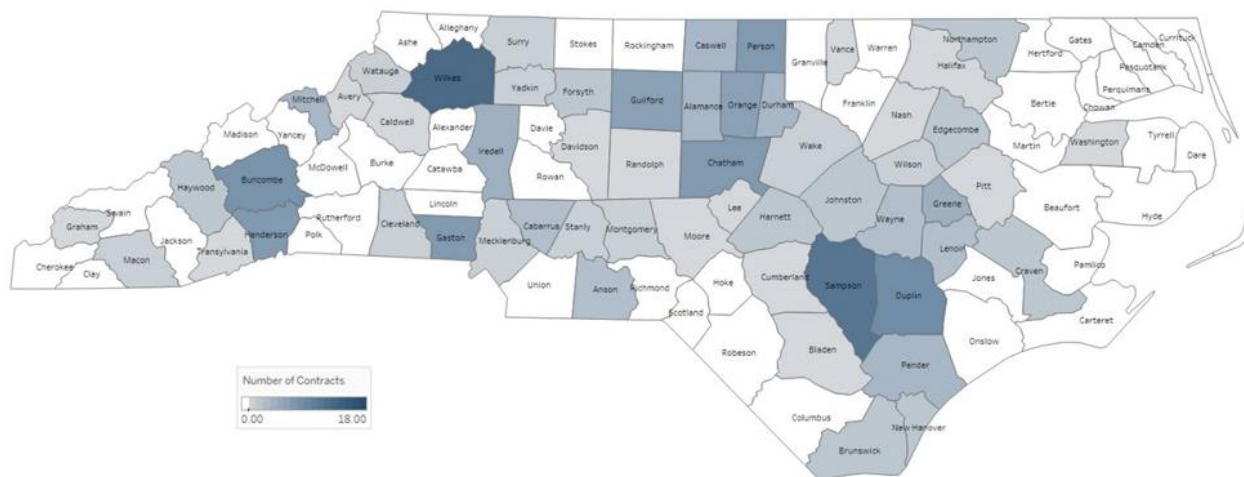 Alleghany
Ashe
Surry
Stokes
Rockingham
Caswell
Person
Vance
Warren
Northampton
Gates
Currituck
Camden
Hertford
Pasquotank
Perquimans
Granville
Halifax
Wilkes
Watauga
Yadkin
Forsyth
Guilford
Alamance
Orange
Durham
Franklin
Bertie
Chowan
Mitchell
Avery
Caldwell
Alexander
Davie
Nash
Edgecombe
Martin
Washington
Tyrrell
Dare
Madison
Yancey
McDowell
Burke
Iredell
Davidson
Randolph
Chatham
Wake
Wilson
Catawba
Rowan
Buncombe
Haywood
Lincoln
Pitt
Beaufort
Hyde
Swain
Graham
Jackson
Henderson
Transylvania
Rutherford
Polk
Cleveland
Gaston
Mecklenburg
Cabarrus
Stanly
Montgomery
Moore
Lee
Harnett
Johnston
Wayne
Greene
Lenoir
Craven
Pamlico
Jones
Cherokee
Clay
Macon
Union
Anson
Richmond
Hoke
Scotland
Cumberland
Sampson
Duplin
Carteret
Onslow
Robeson
Bladen
Pender
Columbus
New Hanover
Brunswick
Number of Contracts
0.00 18.00